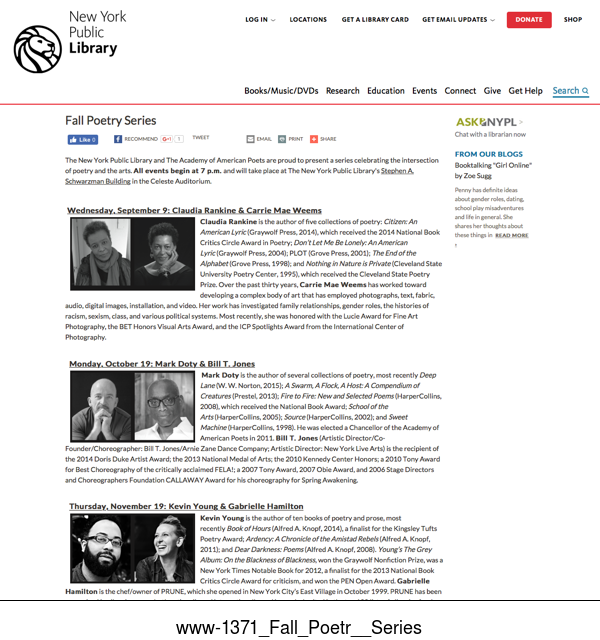 New York
Public
Library
LOG IN LOCATIONS GET A LIBRARY CARD GET EMAIL UPDATES DONATE SHOP
Books/Music/DVDs Research Education Events Connect Give Get Help Search
Fall Poetry Series
Like 0 RECOMMEND G+1 1 TWEET EMAIL PRINT SHARE
The New York Public Library and The Academy of American Poets are proud to present a series celebrating the intersection
of poetry and the arts. All events begin at 7 p.m. and will take place at The New York Public Library's Stephen A.
Schwarzman Building in the Celeste Auditorium.
Wednesday, September 9: Claudia Rankine & Carrie Mae Weems
Claudia Rankine is the author of five collections of poetry: Citizen: An
American Lyric (Graywolf Press, 2014), which received the 2014 National Book
Critics Circle Award in Poetry; Don't Let Me Be Lonely: An American
Lyric (Graywolf Press, 2004); PLOT (Grove Press, 2001); The End of the
Alphabet (Grove Press, 1998); and Nothing in Nature is Private (Cleveland State
University Poetry Center, 1995), which received the Cleveland State Poetry
Prize. Over the past thirty years, Carrie Mae Weems has worked toward
developing a complex body of art that has employed photographs, text, fabric,
audio, digital images, installation, and video. Her work has investigated family relationships, gender roles, the histories of
racism, sexism, class, and various political systems. Most recently, she was honored with the Lucie Award for Fine Art
Photography, the BET Honors Visual Arts Award, and the ICP Spotlights Award from the International Center of
Photography.
Monday, October 19: Mark Doty & Bill T. Jones
Mark Doty is the author of several collections of poetry, most recently Deep
Lane (W. W. Norton, 2015); A Swarm, A Flock, A Host: A Compendium of
Creatures (Prestel, 2013); Fire to Fire: New and Selected Poems (HarperCollins,
2008), which received the National Book Award; School of the
Arts (HarperCollins, 2005); Source (HarperCollins, 2002); and Sweet
Machine (HarperCollins, 1998). He was elected a Chancellor of the Academy of
American Poets in 2011. Bill T. Jones (Artistic Director/Co-
Founder/Choreographer: Bill T. Jones/Arnie Zane Dance Company; Artistic Director: New York Live Arts) is the recipient of
the 2014 Doris Duke Artist Award; the 2013 National Medal of Arts; the 2010 Kennedy Center Honors; a 2010 Tony Award
for Best Choreography of the critically acclaimed FELA!; a 2007 Tony Award, 2007 Obie Award, and 2006 Stage Directors
and Choreographers Foundation CALLAWAY Award for his choreography for Spring Awakening.
Thursday, November 19: Kevin Young & Gabrielle Hamilton
Kevin Young is the author of ten books of poetry and prose, most
recently Book of Hours (Alfred A. Knopf, 2014), a finalist for the Kingsley Tufts
Poetry Award; Ardency: A Chronicle of the Amistad Rebels (Alfred A. Knopf,
2011); and Dear Darkness: Poems (Alfred A. Knopf, 2008). Young's The Grey
Album: On the Blackness of Blackness, won the Graywolf Nonfiction Prize, was a
New York Times Notable Book for 2012, a finalist for the 2013 National Book
Critics Circle Award for criticism, and won the PEN Open Award. Gabrielle
Hamilton is the chef/owner of PRUNE, which she opened in New York City's East Village in October 1999. PRUNE has been
ASK NYPL
Chat with a librarian now
FROM OUR BLOGS
Booktalking "Girl Online"
by Zoe Sugg
Penny has definite ideas
about gender roles, dating,
school play misadventures
and life in general. She
shares her thoughts about
these things in READ MORE
www-1371_Fall_Poetr__Series